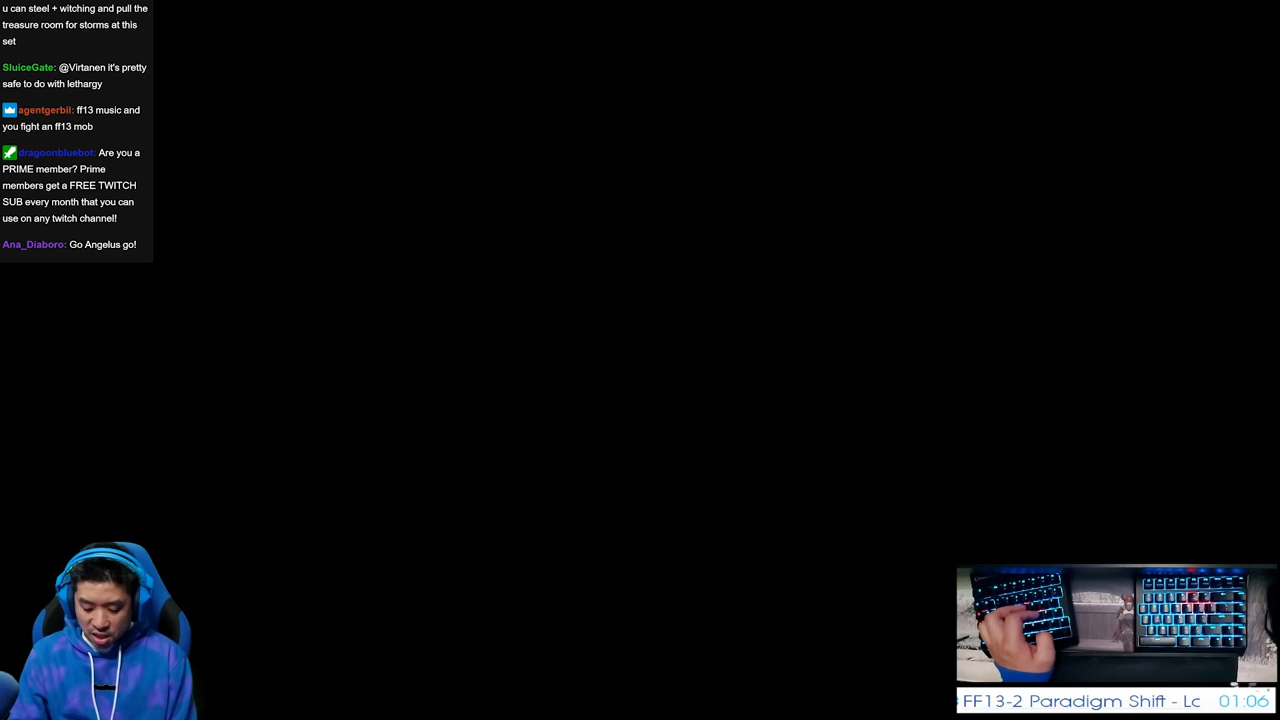 u can steel + witching and pull the
treasure room for storms at this
set
SluiceGate: @Virtanen it's pretty
safe to do with lethargy
agentgerbil: ff13 music and
you fight an ff13 mob
dragoonbluebot: Are you a
PRIME member? Prime
members get a FREE TWITCH
SUB every month that you can
use on any twitch channel!
Ana_Diaboro: Go Angelus go!
FF13-2 Paradigm Shift - Lc 01:06